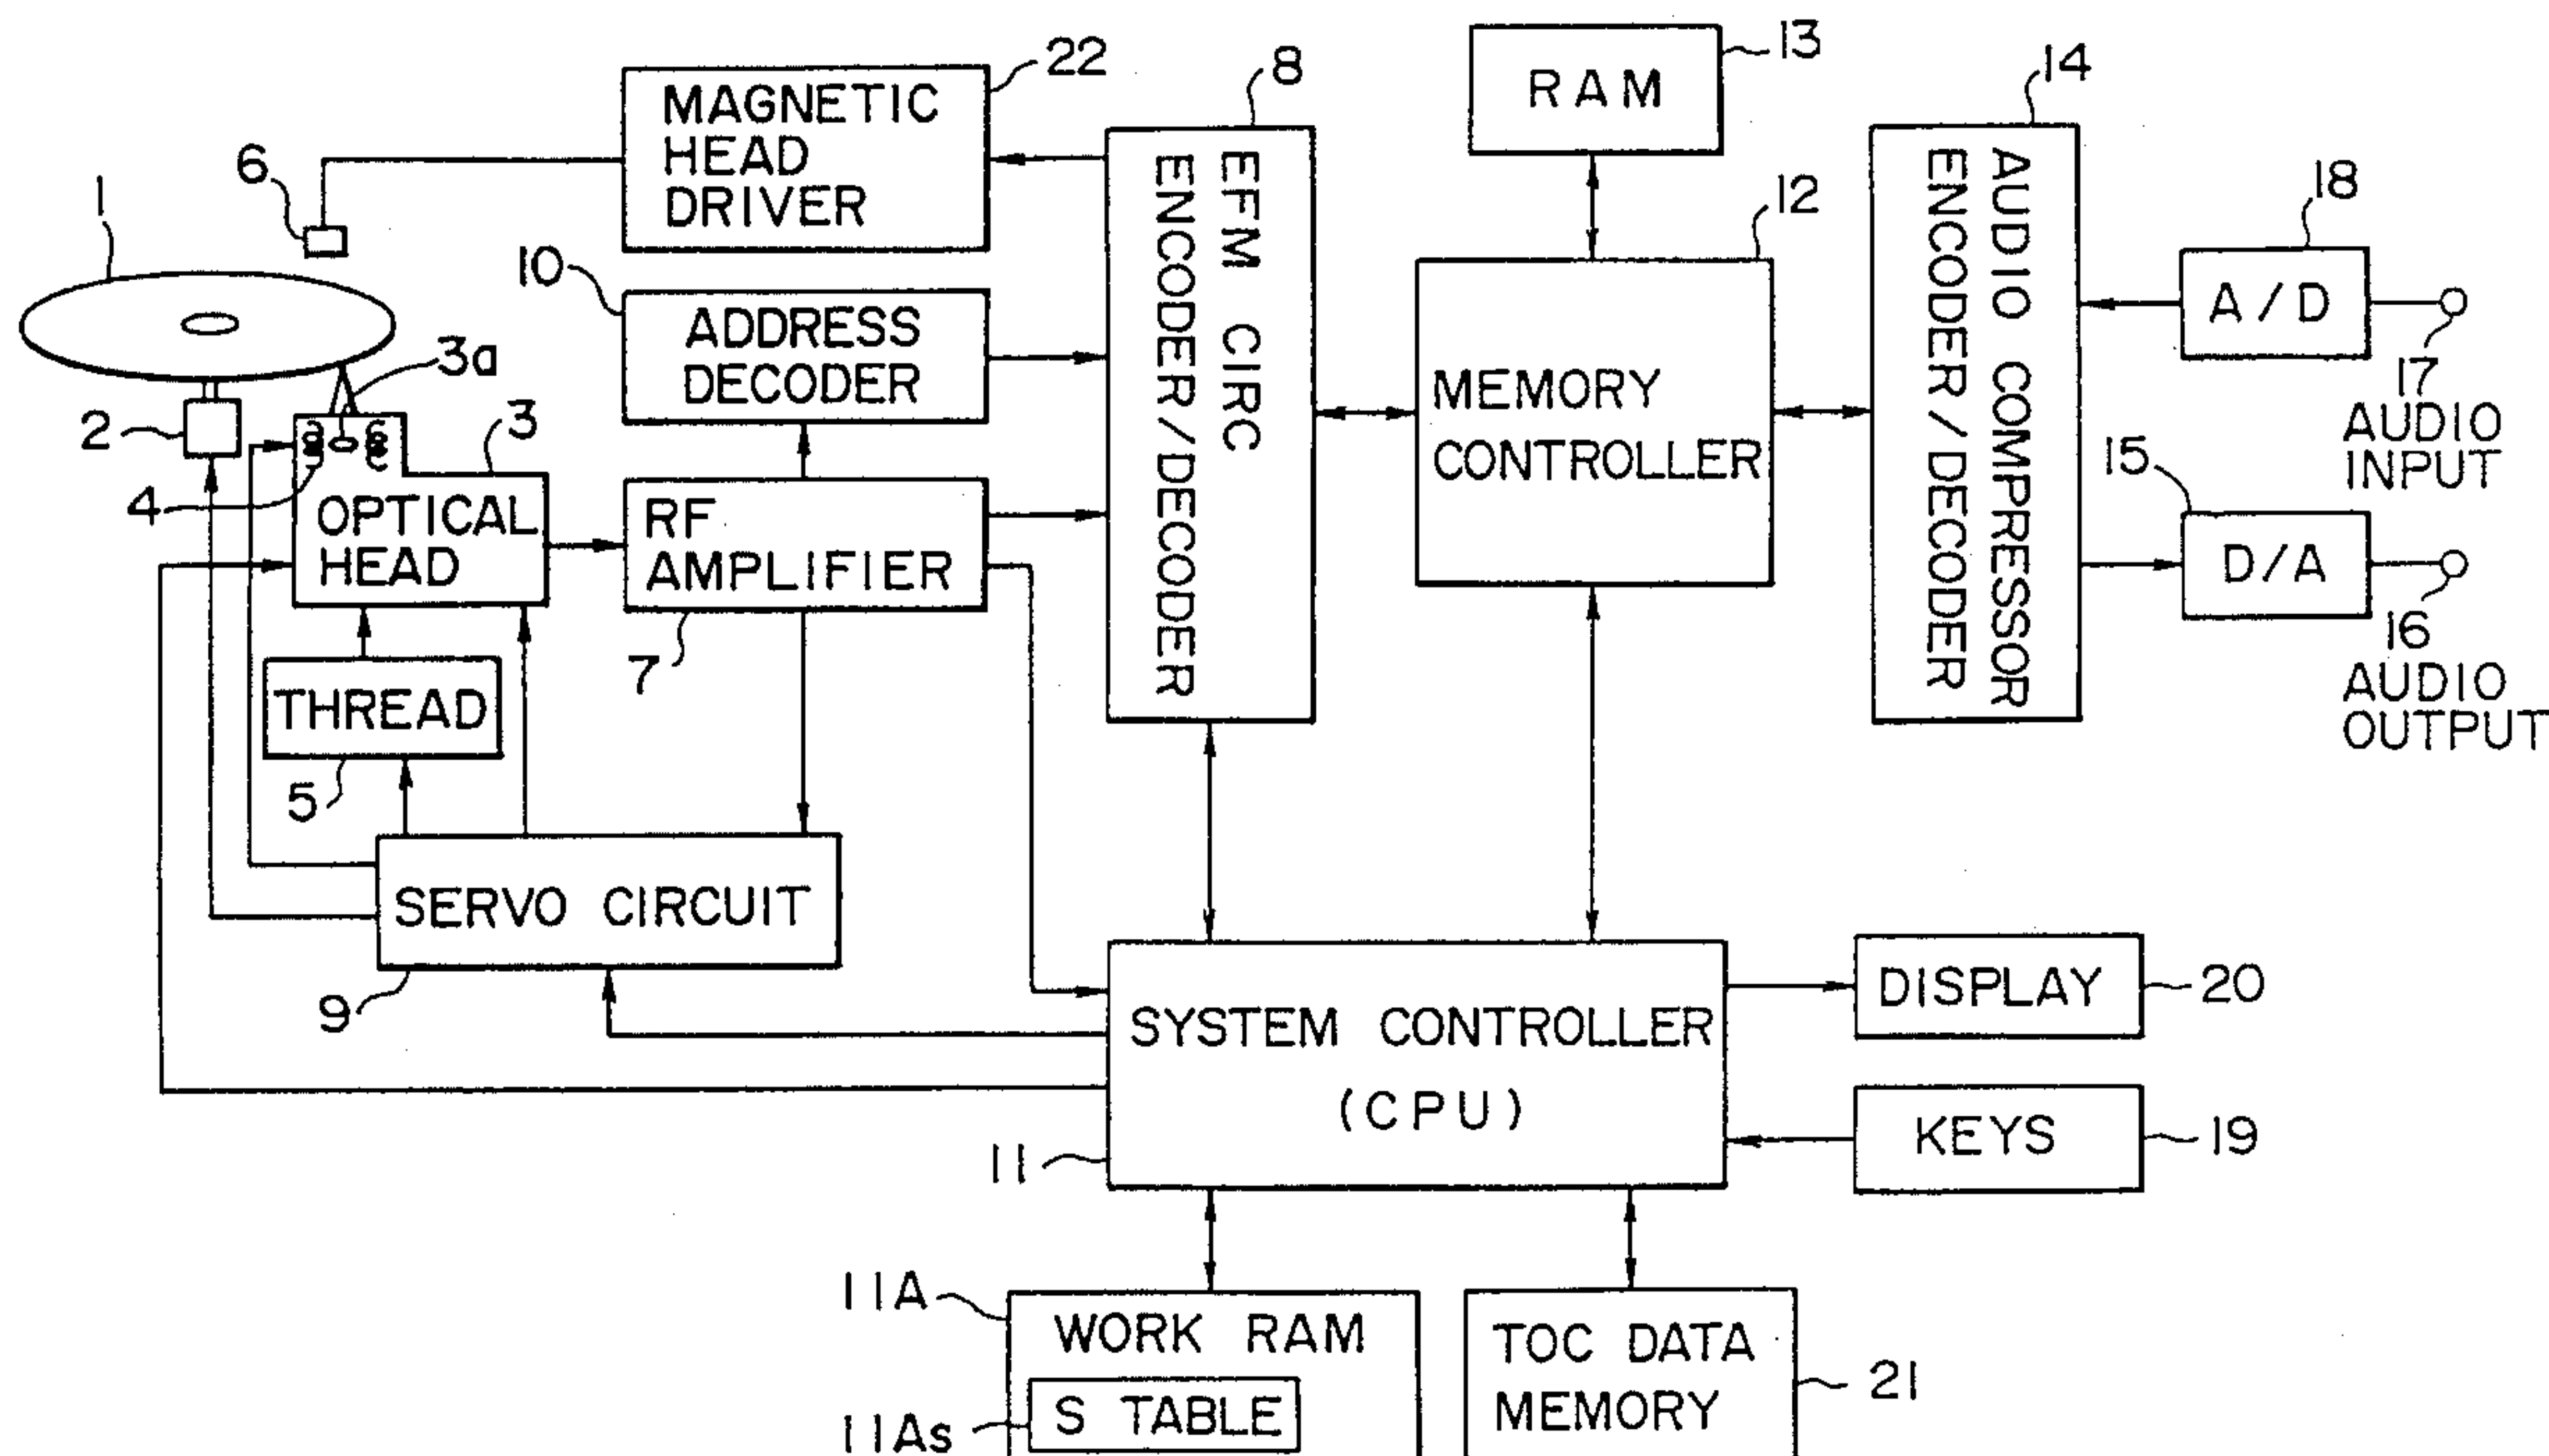 13
22
8
14
MAGNETIC
HEAD
DRIVER
RAM
6
1
12
18
EFM CIRC
ENCODER/DECODER
AUDIO COMPRESSOR
ENCODER/DECODER
10
ADDRESS
DECODER
A/D
3a
17
AUDIO
INPUT
MEMORY
CONTROLLER
2
3
15
4
OPTICAL
HEAD
RF
AMPLIFIER
D/A
16
AUDIO
OUTPUT
7
THREAD
5
SERVO CIRCUIT
9
DISPLAY
20
SYSTEM CONTROLLER
(CPU)
KEYS
19
11
11A
WORK RAM
TOC DATA
MEMORY
21
S TABLE
11As